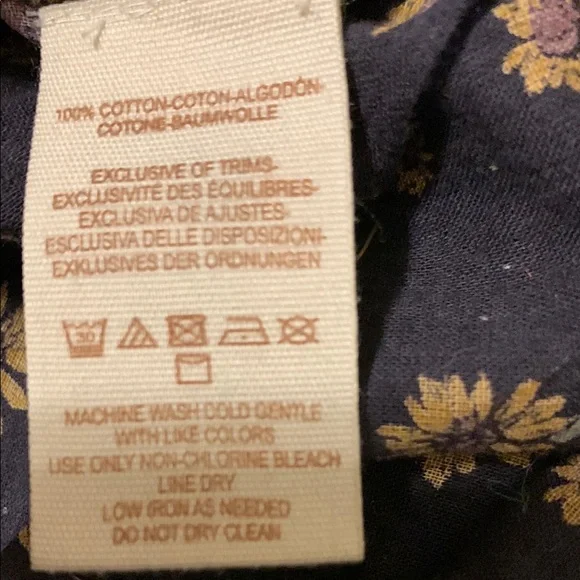 100% COTTON-COTON-ALGODÓN-
COTONE-BAUMWOLLE
EXCLUSIVE OF TRIMS-
EXCLUSIVITÉ DES ÉQUILIBRES-
EXCLUSIVA DE AJUSTES-
ESCLUSIVA DELLE DISPOSIZIONI-
EXKLUSIVES DER ORDNUNGEN
30
MACHINE WASH COLD GENTLE
WITH LIKE COLORS
USE ONLY NON-CHLORINE BLEACH
LINE DRY
LOW IRON AS NEEDED
DO NOT DRY CLEAN